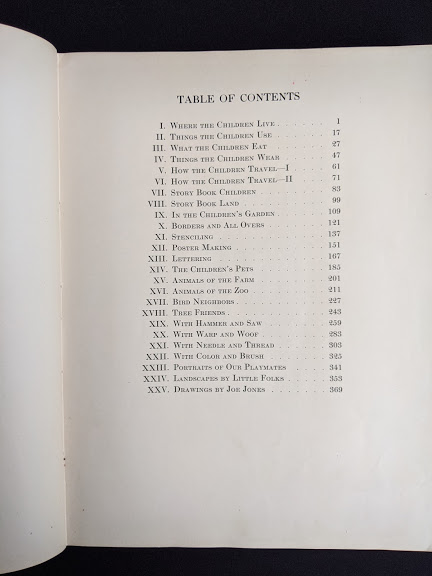 TABLE OF CONTENTS
I. Where the Children Live . . . . . . . 1
II. Things the Children Use . . . . . . . 17
III. What the Children Eat . . . . . . . 27
IV. Things the Children Wear . . . . . . . 47
V. How the Children Travel—I . . . . . . . 61
VI. How the Children Travel—II . . . . . . . 71
VII. Story Book Children . . . . . . . 83
VIII. Story Book Land . . . . . . . 99
IX. In the Children's Garden . . . . . . . 109
X. Borders and All Overs . . . . . . . 121
XI. Stenciling . . . . . . . 137
XII. Poster Making . . . . . . . 151
XIII. Lettering . . . . . . . 167
XIV. The Children's Pets . . . . . . . 185
XV. Animals of the Farm . . . . . . . 201
XVI. Animals of the Zoo . . . . . . . 211
XVII. Bird Neighbors . . . . . . . 227
XVIII. Tree Friends . . . . . . . 243
XIX. With Hammer and Saw . . . . . . . 259
XX. With Warp and Woof . . . . . . . 283
XXI. With Needle and Thread . . . . . . . 303
XXII. With Color and Brush . . . . . . . 325
XXIII. Portraits of Our Playmates . . . . . . . 341
XXIV. Landscapes by Little Folks . . . . . . . 353
XXV. Drawings by Joe Jones . . . . . . . 369